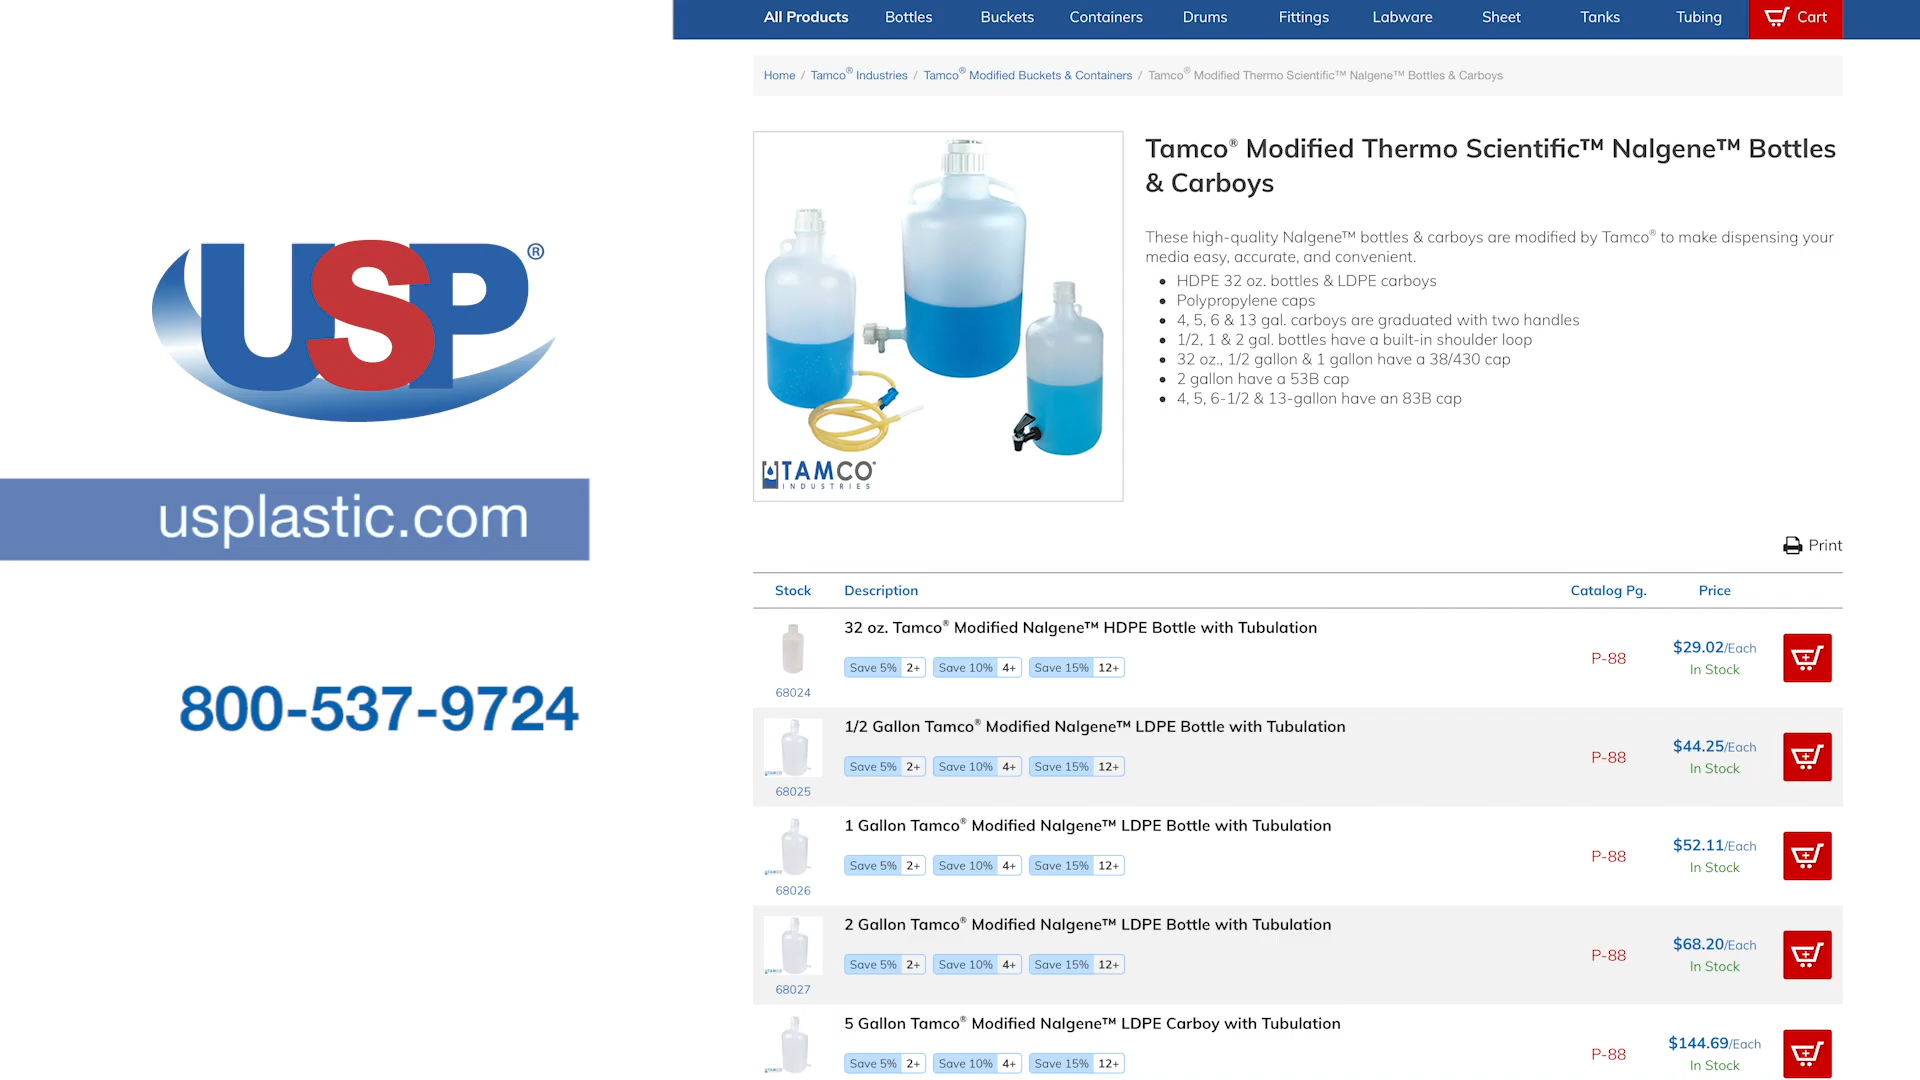 USP®
usplastic.com
800-537-9724
All Products Bottles Buckets Containers Drums Fittings Labware Sheet Tanks Tubing Cart
Home / Tamco® Industries / Tamco® Modified Buckets & Containers / Tamco® Modified Thermo Scientific™ Nalgene™ Bottles & Carboys
TAMCO®
INDUSTRIES
Tamco® Modified Thermo Scientific™ Nalgene™ Bottles
& Carboys
These high-quality Nalgene™ bottles & carboys are modified by Tamco® to make dispensing your
media easy, accurate, and convenient.
• HDPE 32 oz. bottles & LDPE carboys
• Polypropylene caps
• 4, 5, 6 & 13 gal. carboys are graduated with two handles
• 1/2, 1 & 2 gal. bottles have a built-in shoulder loop
• 32 oz., 1/2 gallon & 1 gallon have a 38/430 cap
• 2 gallon have a 53B cap
• 4, 5, 6-1/2 & 13-gallon have an 83B cap
Print
Stock Description Catalog Pg. Price
32 oz. Tamco® Modified Nalgene™ HDPE Bottle with Tubulation
Save 5% 2+ Save 10% 4+ Save 15% 12+
68024
P-88
$29.02/Each
In Stock
1/2 Gallon Tamco® Modified Nalgene™ LDPE Bottle with Tubulation
Save 5% 2+ Save 10% 4+ Save 15% 12+
68025
P-88
$44.25/Each
In Stock
1 Gallon Tamco® Modified Nalgene™ LDPE Bottle with Tubulation
Save 5% 2+ Save 10% 4+ Save 15% 12+
68026
P-88
$52.11/Each
In Stock
2 Gallon Tamco® Modified Nalgene™ LDPE Bottle with Tubulation
Save 5% 2+ Save 10% 4+ Save 15% 12+
68027
P-88
$68.20/Each
In Stock
5 Gallon Tamco® Modified Nalgene™ LDPE Carboy with Tubulation
Save 5% 2+ Save 10% 4+ Save 15% 12+
P-88
$144.69/Each
In Stock